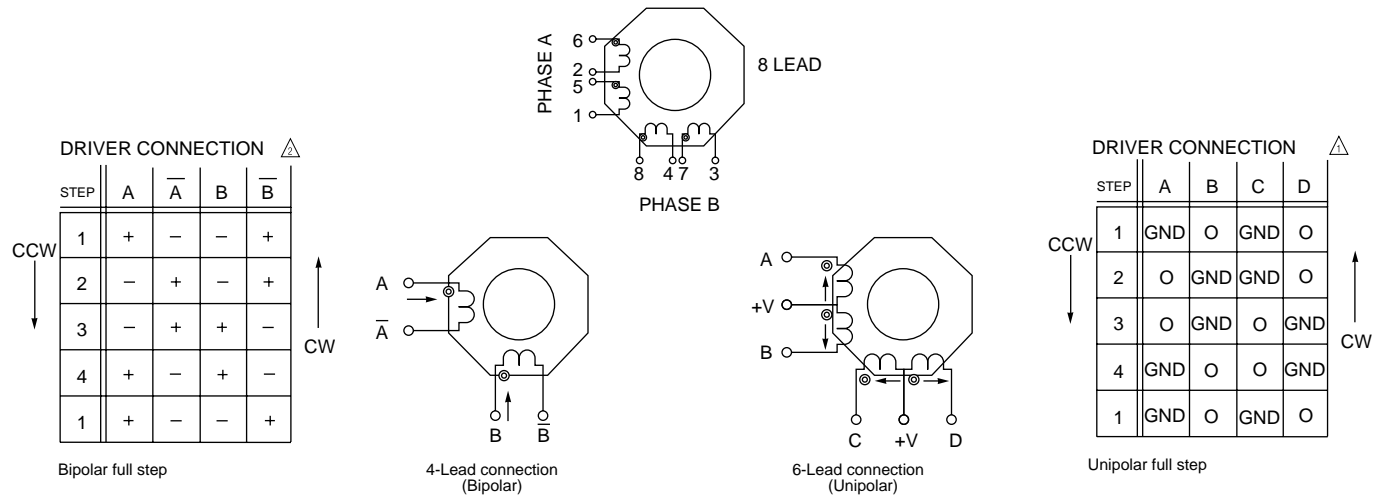 PHASE A
6
2
5
1
8 LEAD
8 4 7 3
PHASE B
DRIVER CONNECTION 2
STEP A A̅ B B̅
1 + – – +
2 – + – +
3 – + + –
4 + – + –
1 + – – +
CCW
CW
Bipolar full step
A
A̅
B B̅
4-Lead connection
(Bipolar)
A
+V
B
C +V D
6-Lead connection
(Unipolar)
DRIVER CONNECTION 1
STEP A B C D
1 GND O GND O
2 O GND GND O
3 O GND O GND
4 GND O O GND
1 GND O GND O
CCW
CW
Unipolar full step